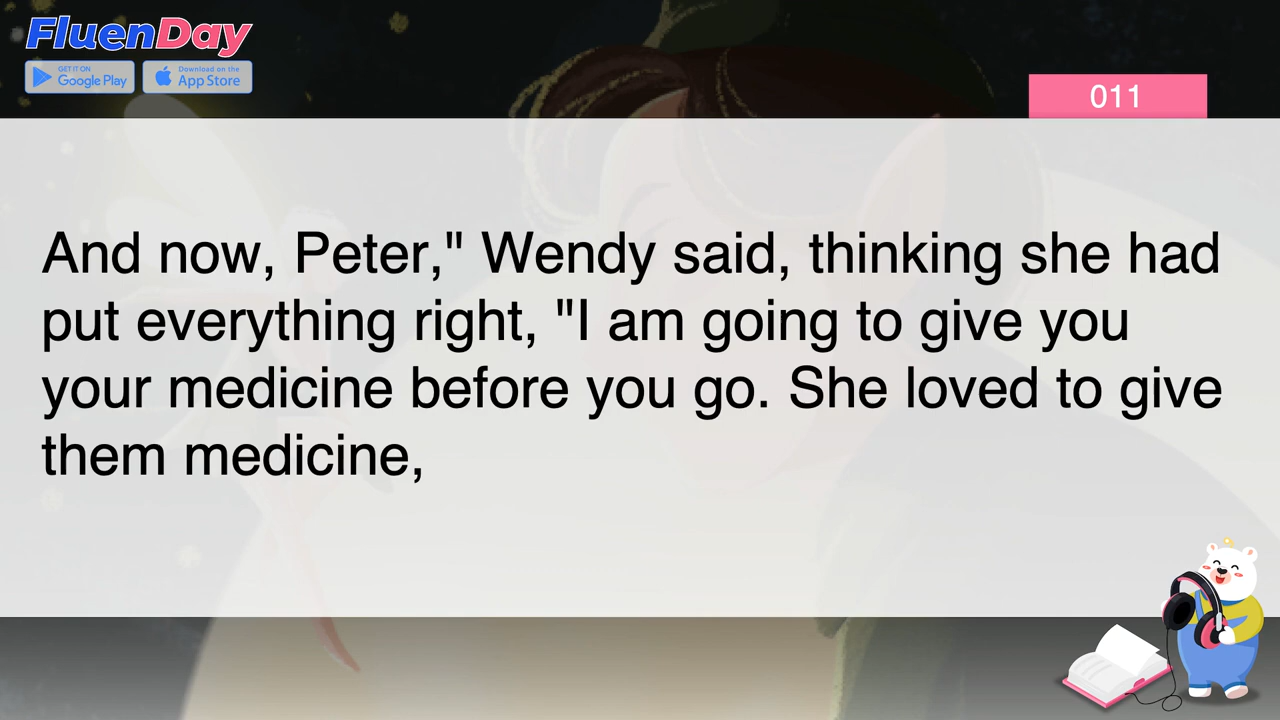 FluenDay
GET IT ON
Google Play
Download on the
App Store
011
And now, Peter," Wendy said, thinking she had
put everything right, "I am going to give you
your medicine before you go. She loved to give
them medicine,